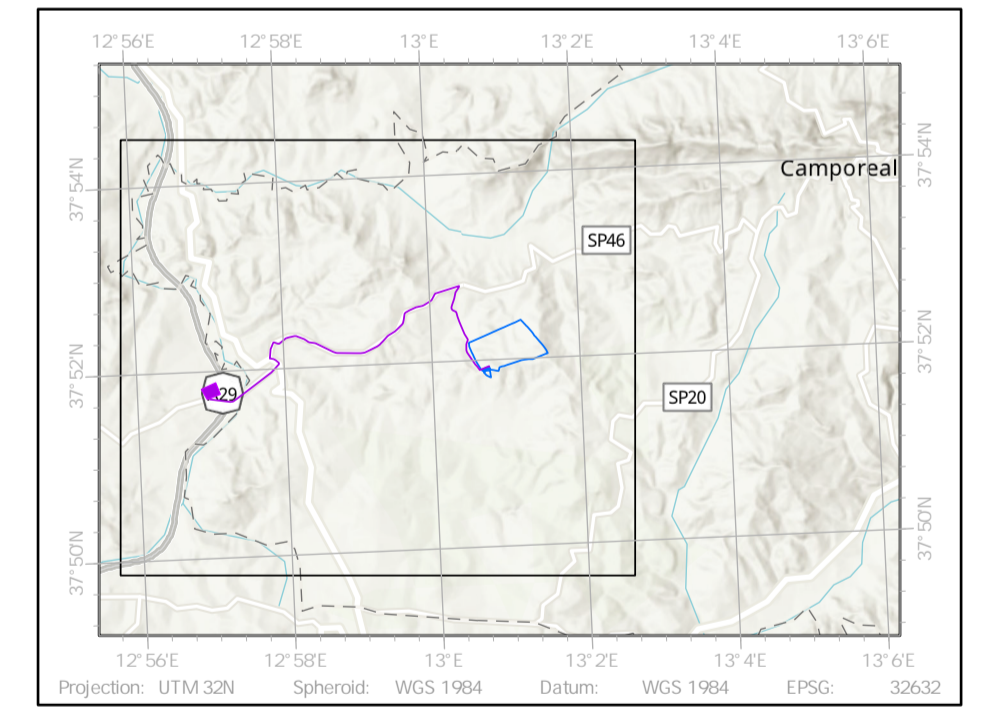 12°56'E 12°58'E 13°E 13°2'E 13°4'E 13°6'E
37°54'N 37°54'N
Camporeal
SP46
37°52'N 37°52'N
29
SP20
37°50'N 37°50'N
12°56'E 12°58'E 13°E 13°2'E 13°4'E 13°6'E
Projection: UTM 32N Spheroid: WGS 1984 Datum: WGS 1984 EPSG: 32632